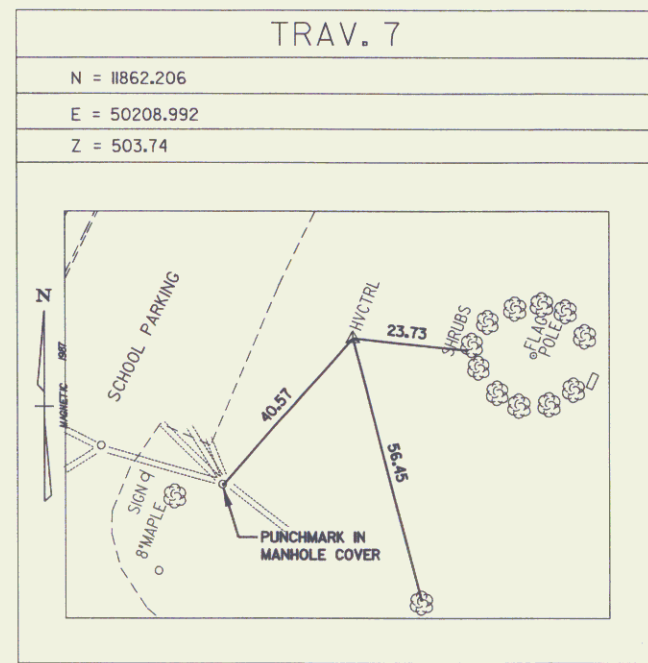 TRAV. 7
N = 11862.206
E = 50208.992
Z = 503.74
N
MAGNETIC 1987
SCHOOL PARKING
HVCTRL
23.73
SHRUBS
FLAG
POLE
40.57
56.45
SIGN
8"MAPLE
PUNCHMARK IN
MANHOLE COVER